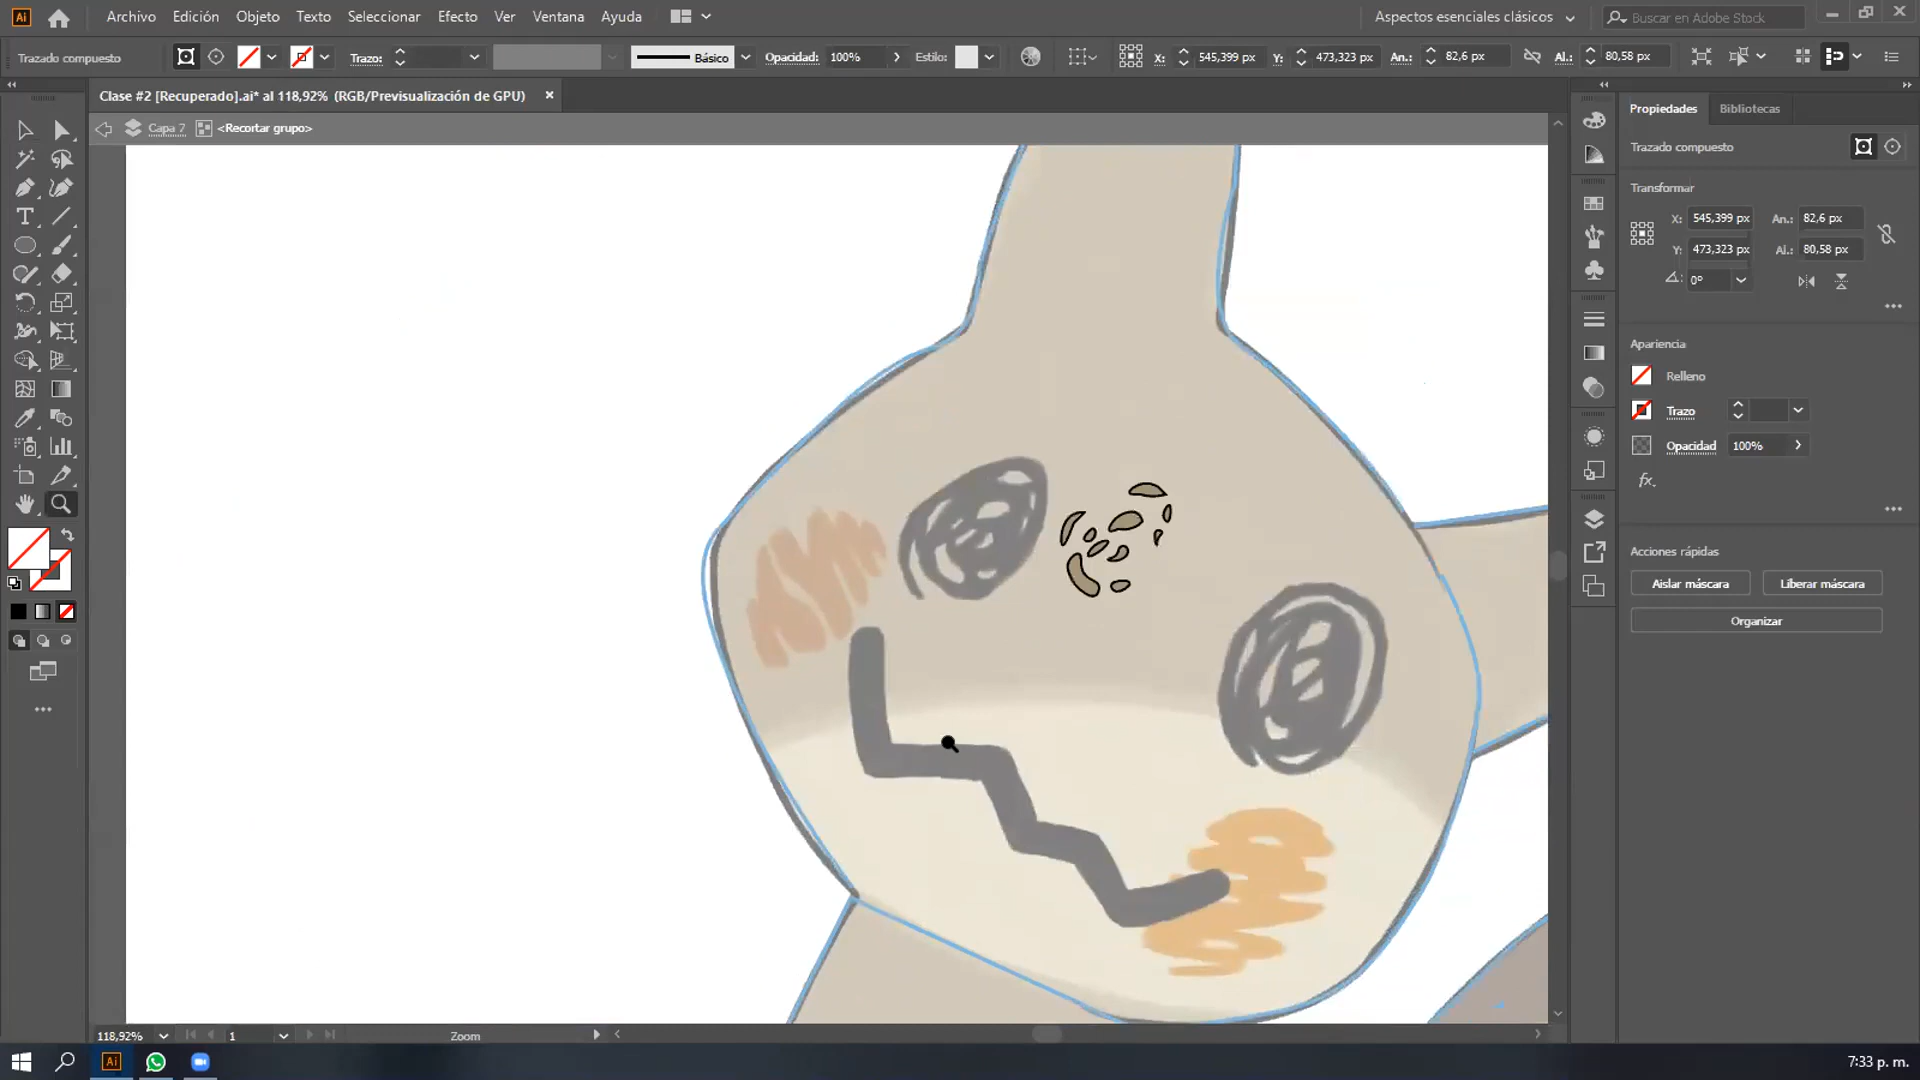 Ai
Archivo Edición Objeto Texto Seleccionar Efecto Ver Ventana Ayuda
Aspectos esenciales clásicos
Buscar en Adobe Stock
Trazado compuesto
Trazo:
Básico
Opacidad: 100%
Estilo:
X: 545,399 px
Y: 473,323 px
An.: 82,6 px
Al.: 80,58 px
Clase #2 [Recuperado].ai* al 118,92% (RGB/Previsualización de GPU)
Capa 7
<Recortar grupo>
Propiedades Bibliotecas
Trazado compuesto
Transformar
X: 545,399 px An.: 82,6 px
Y: 473,323 px Al.: 80,58 px
0°
Apariencia
Relleno
Trazo
Opacidad 100%
fx.
Acciones rápidas
Aislar máscara Liberar máscara
Organizar
118,92% 1 Zoom
Ai
7:33 p. m.